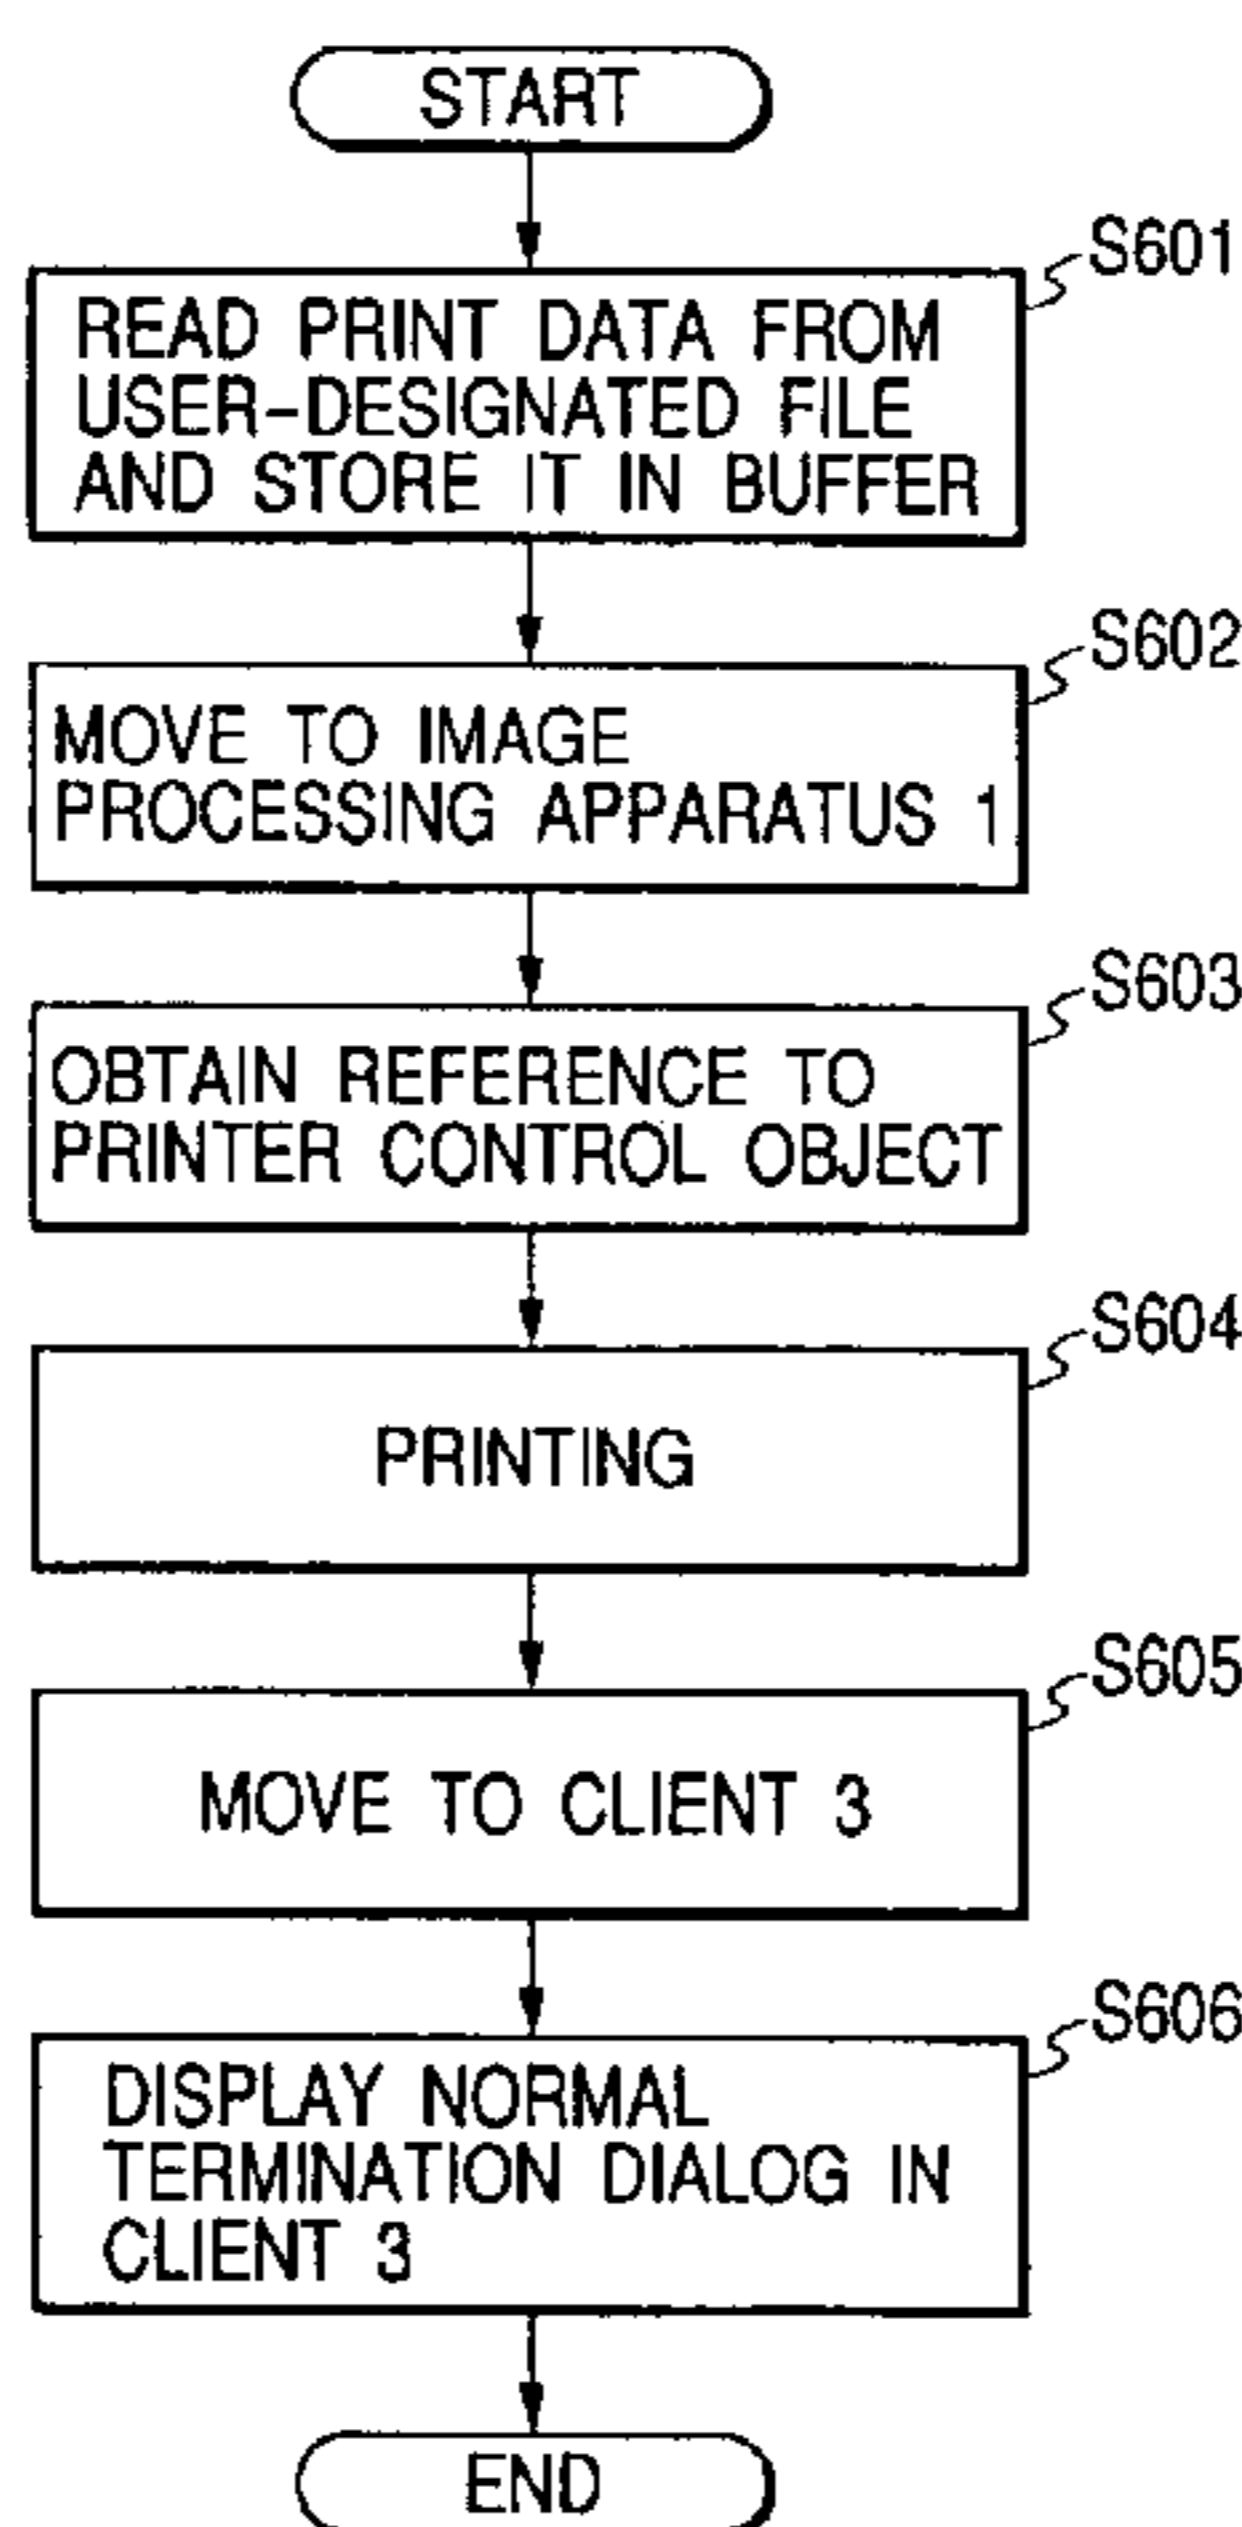 START
S601
READ PRINT DATA FROM
USER-DESIGNATED FILE
AND STORE IT IN BUFFER
S602
MOVE TO IMAGE
PROCESSING APPARATUS 1
S603
OBTAIN REFERENCE TO
PRINTER CONTROL OBJECT
S604
PRINTING
S605
MOVE TO CLIENT 3
S606
DISPLAY NORMAL
TERMINATION DIALOG IN
CLIENT 3
END